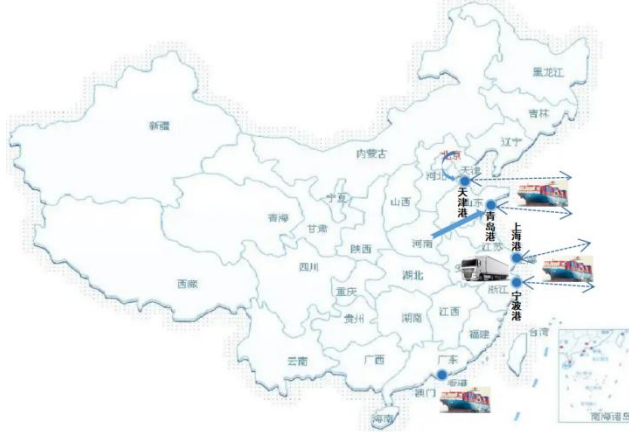 黑龙江
吉林
新疆
内蒙古
辽宁
北京
天津
河北
天津港
山东
青岛港
宁夏
山西
青海
甘肃
陕西
河南
江苏
上海港
西藏
四川
重庆
湖北
浙江
宁波港
贵州
湖南
江西
福建
云南
广西
广东
台湾
香港
澳门
海南
南海诸岛